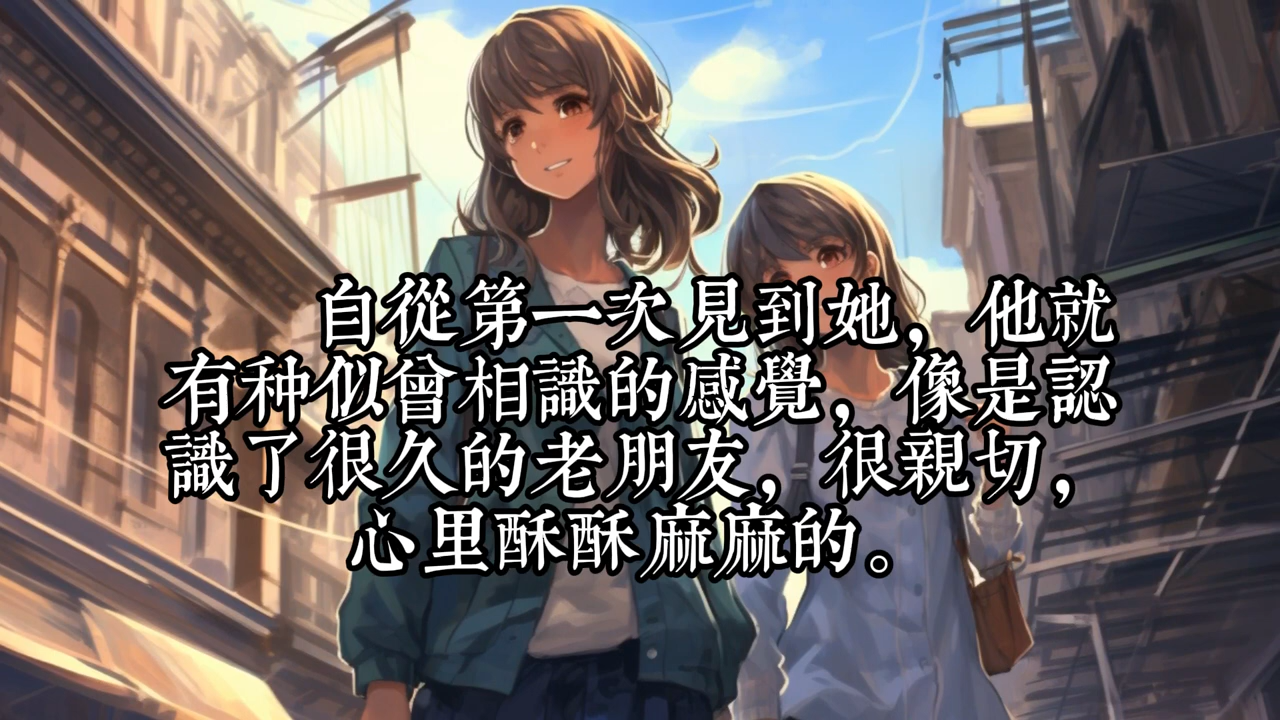 自從第一次見到她，他就
有种似曾相識的感覺，像是認
識了很久的老朋友，很親切，
心里酥酥麻麻的。